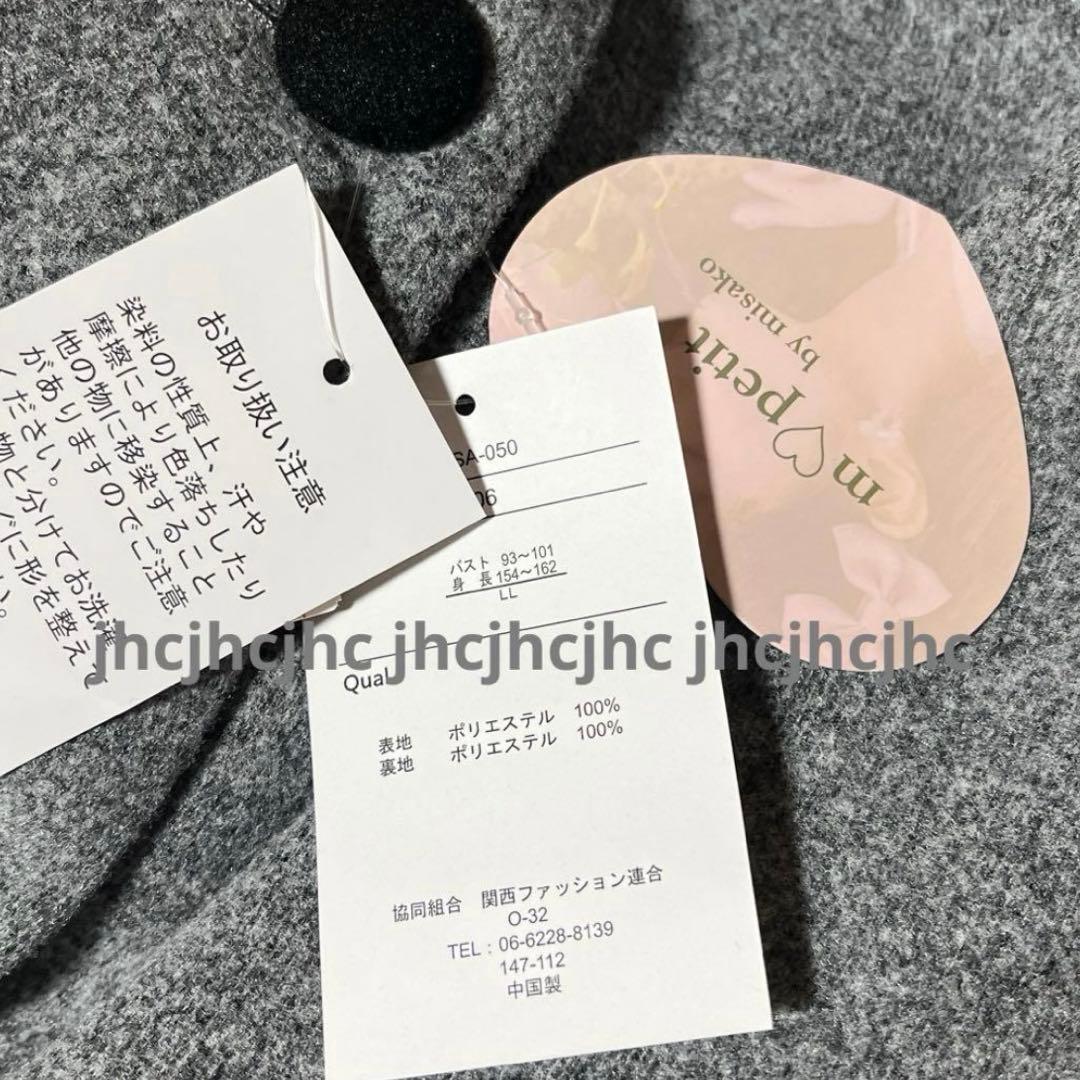 お取り扱い注意
染料の性質上、汗や
摩擦により色落ちしたり
他の物に移染すること
がありますのでご注意
ください。
物と分けてお洗濯
に形を整え
m♡petit
by misako
SA-050
06
バスト 93~101
身 長 154~162
LL
Qual
表地 ポリエステル 100%
裏地 ポリエステル 100%
協同組合 関西ファッション連合
O-32
TEL：06-6228-8139
147-112
中国製
jhcjhcjhc jhcjhcjhc jhcjhcjhc